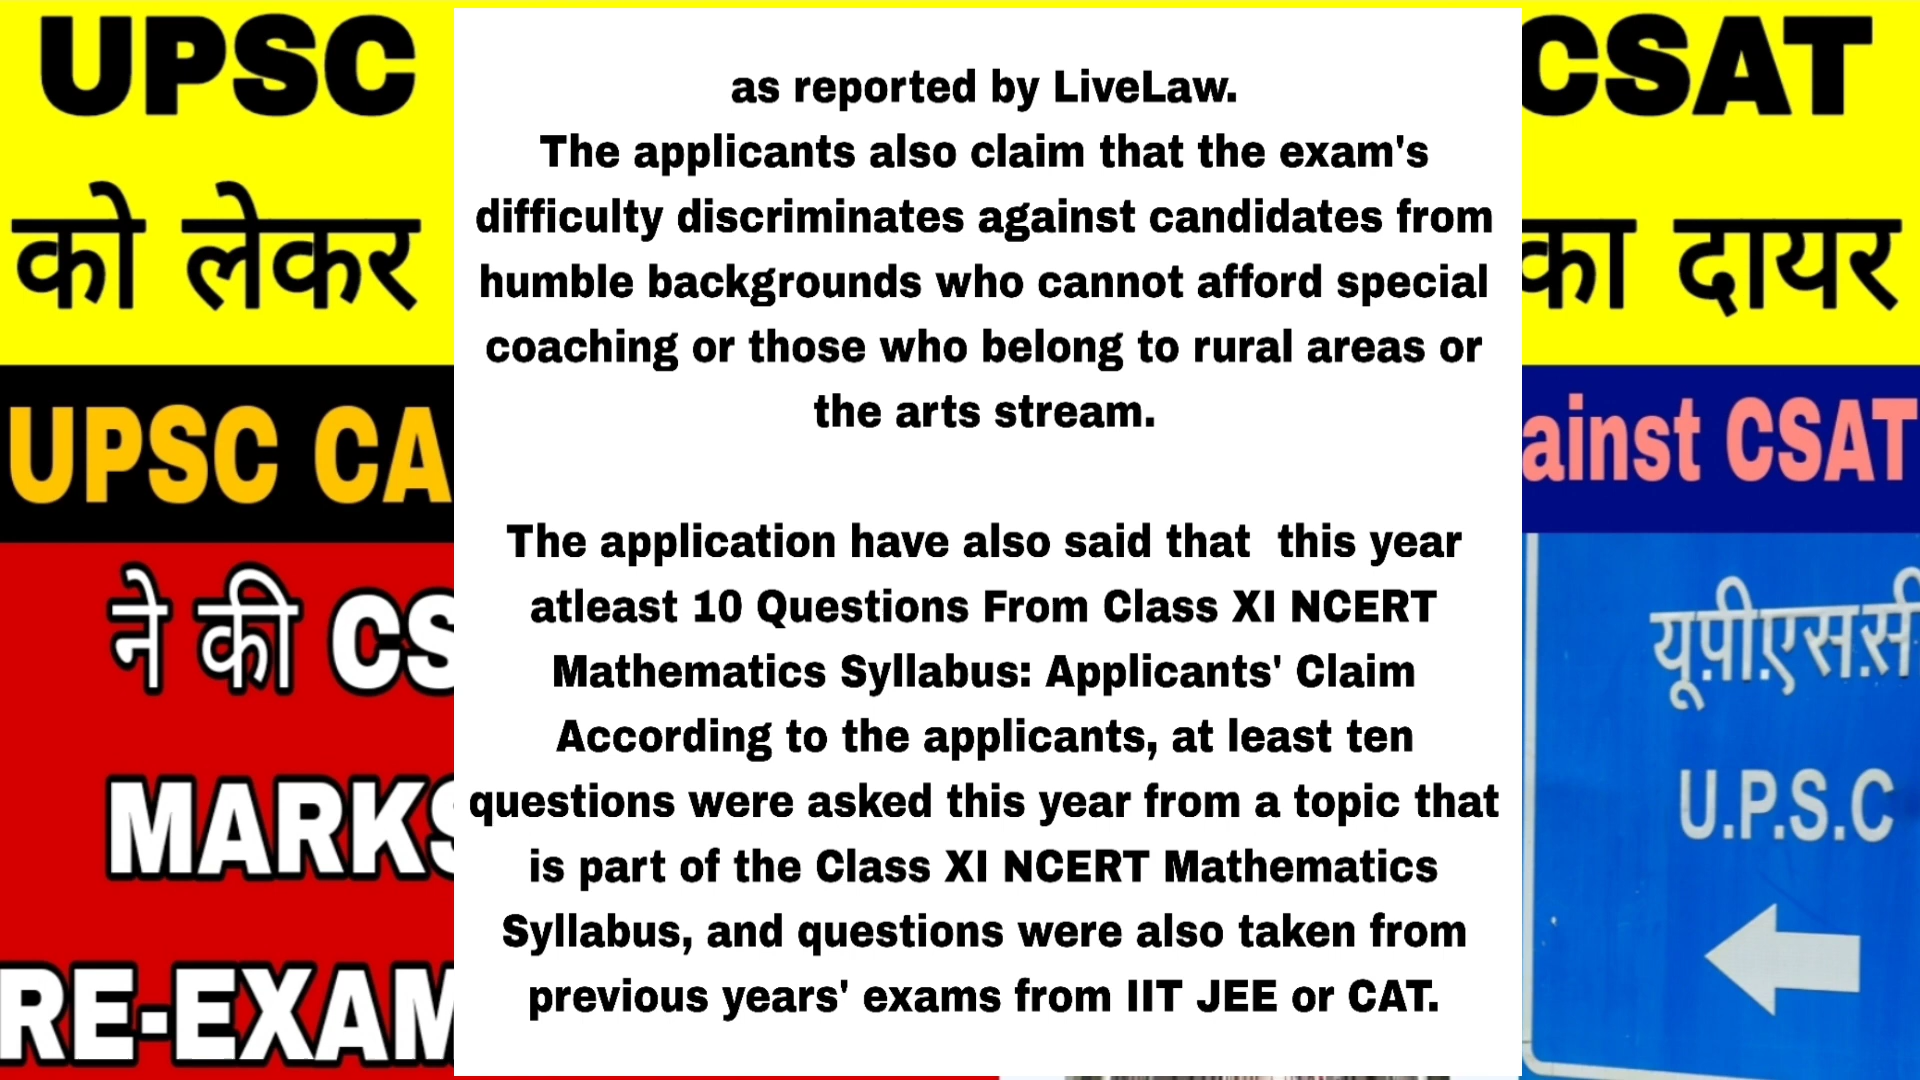 UPSC
CSAT
को लेकर
का दायर
UPSC CA
ainst CSAT
ने की CS
MARKS
RE-EXAM
as reported by LiveLaw.
The applicants also claim that the exam's
difficulty discriminates against candidates from
humble backgrounds who cannot afford special
coaching or those who belong to rural areas or
the arts stream.
The application have also said that  this year
atleast 10 Questions From Class XI NCERT
Mathematics Syllabus: Applicants' Claim
According to the applicants, at least ten
questions were asked this year from a topic that
is part of the Class XI NCERT Mathematics
Syllabus, and questions were also taken from
previous years' exams from IIT JEE or CAT.
यू.पी.एस.सी
U.P.S.C